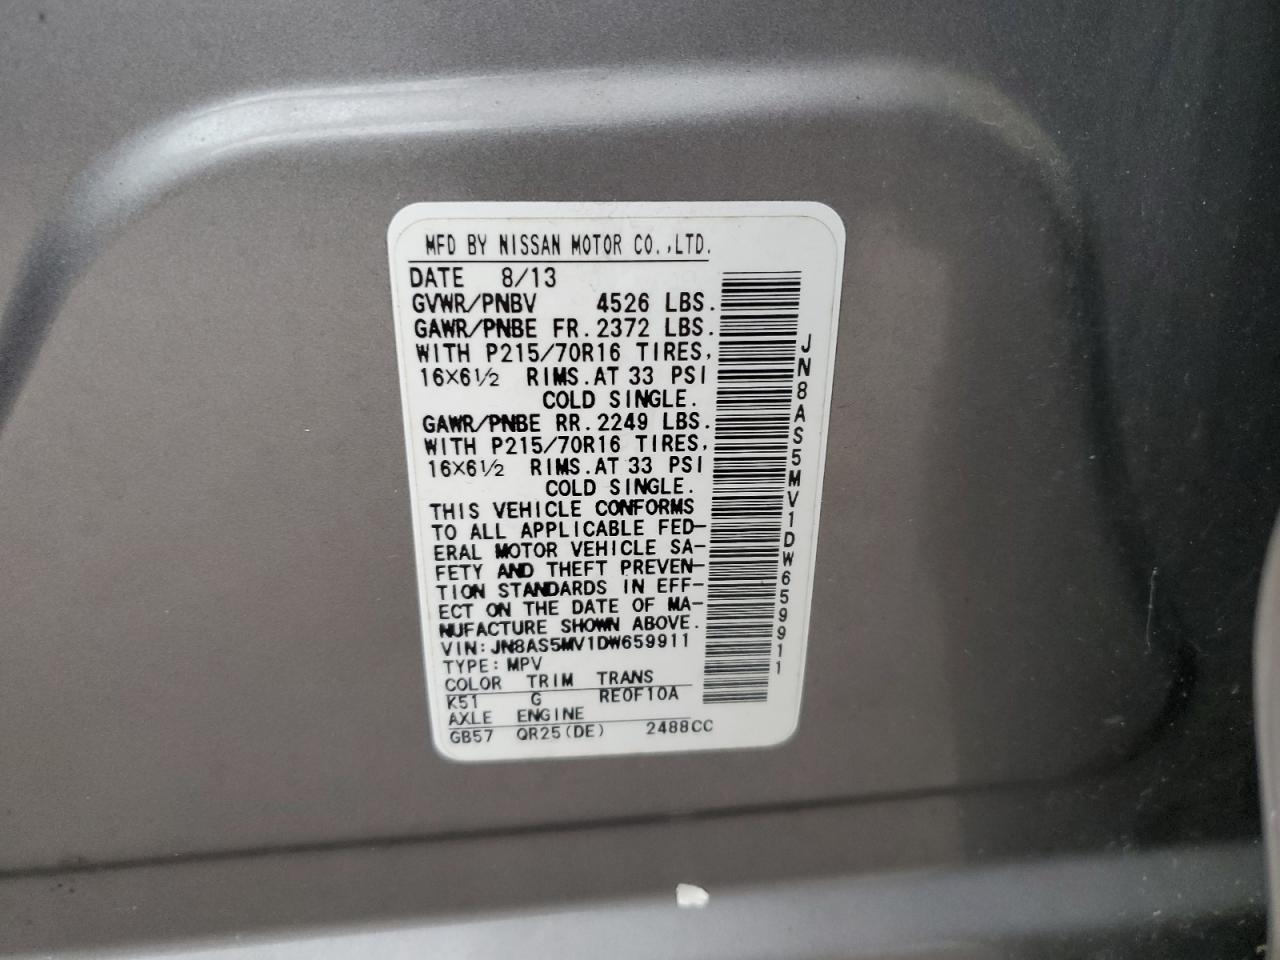 MFD BY NISSAN MOTOR CO.,LTD.
DATE 8/13
GVWR/PNBV 4526 LBS.
GAWR/PNBE FR. 2372 LBS.
WITH P215/70R16 TIRES,
16×6½ RIMS. AT 33 PSI
COLD SINGLE.
GAWR/PNBE RR. 2249 LBS.
WITH P215/70R16 TIRES,
16×6½ RIMS. AT 33 PSI
COLD SINGLE.
THIS VEHICLE CONFORMS
TO ALL APPLICABLE FED-
ERAL MOTOR VEHICLE SA-
FETY AND THEFT PREVEN-
TION STANDARDS IN EFF-
ECT ON THE DATE OF MA-
NUFACTURE SHOWN ABOVE.
VIN: JN8AS5MV1DW659911
TYPE: MPV
COLOR TRIM TRANS
K51 G RE0F10A
AXLE ENGINE
GB57 QR25(DE) 2488CC
JN8AS5MV1DW659911